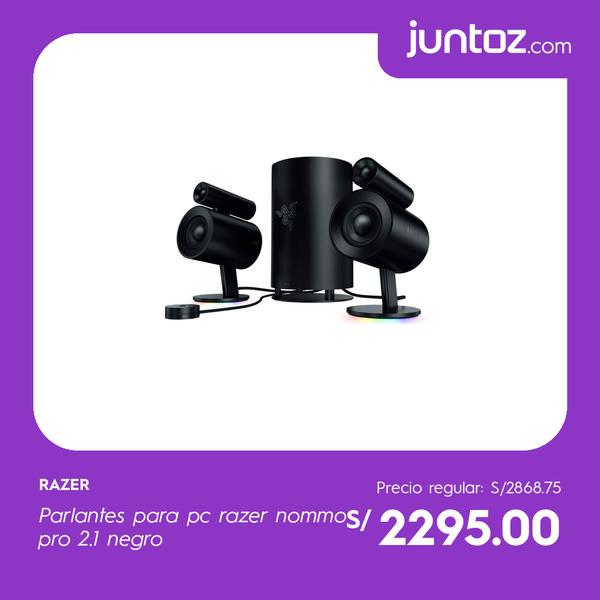 juntoz.com
RAZER
Precio regular: S/2868.75
Parlantes para pc razer nommo
pro 2.1 negro
S/ 2295.00